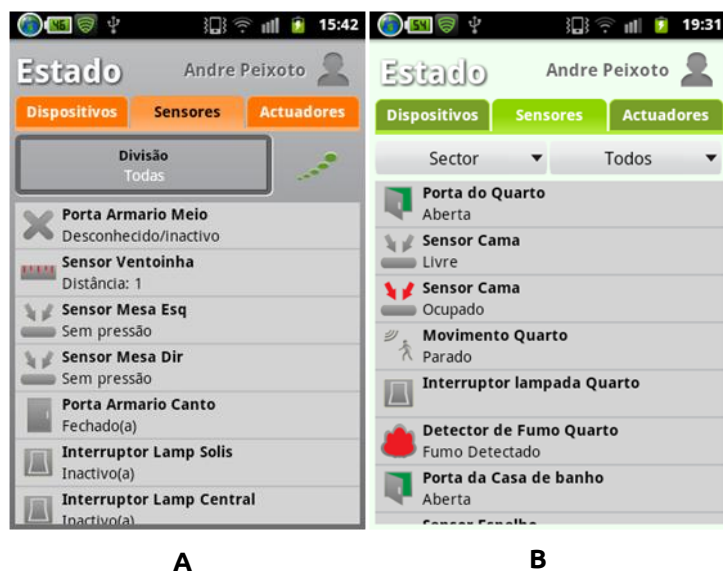 46 15:42
Estado Andre Peixoto
Dispositivos Sensores Actuadores
Divisão
Todas
Porta Armario Meio
Desconhecido/inactivo
Sensor Ventoinha
Distância: 1
Sensor Mesa Esq
Sem pressão
Sensor Mesa Dir
Sem pressão
Porta Armario Canto
Fechado(a)
Interruptor Lamp Solis
Inactivo(a)
Interruptor Lamp Central
Inactivo(a)
A
54 19:31
Estado Andre Peixoto
Dispositivos Sensores Actuadores
Sector Todos
Porta do Quarto
Aberta
Sensor Cama
Livre
Sensor Cama
Ocupado
Movimento Quarto
Parado
Interruptor lampada Quarto
Detector de Fumo Quarto
Fumo Detectado
Porta da Casa de banho
Aberta
Sensor Espelho
B